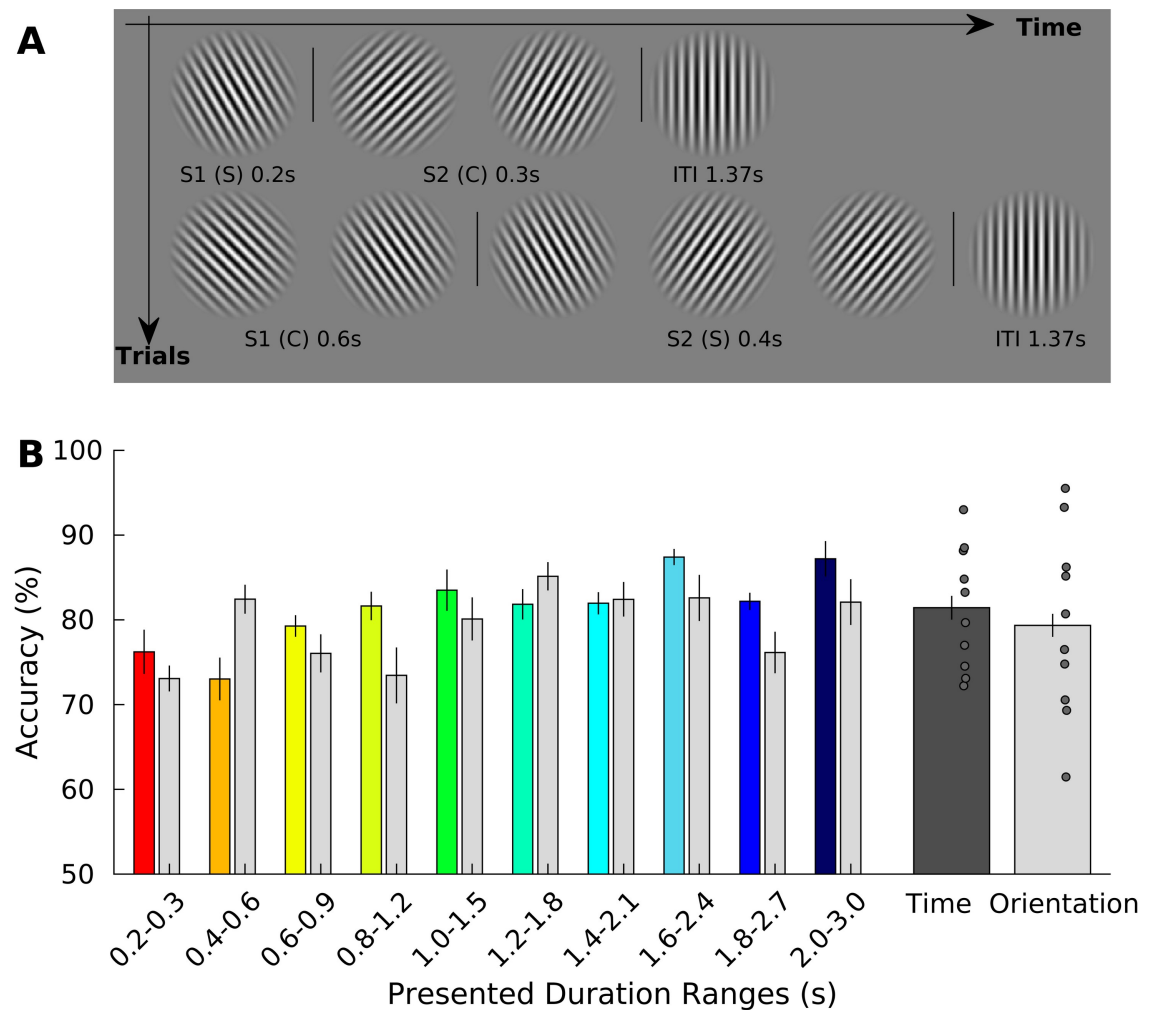 A
Time
S1 (S) 0.2s S2 (C) 0.3s ITI 1.37s
S1 (C) 0.6s S2 (S) 0.4s ITI 1.37s
Trials
B
100
90
80
70
60
50
Accuracy (%)
0.2-0.3 0.4-0.6 0.6-0.9 0.8-1.2 1.0-1.5 1.2-1.8 1.4-2.1 1.6-2.4 1.8-2.7 2.0-3.0 Time Orientation
Presented Duration Ranges (s)